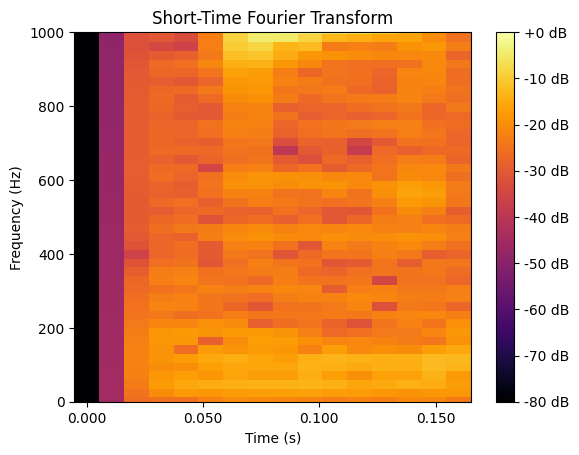 Short-Time Fourier Transform
Frequency (Hz)
1000
800
600
400
200
0
0.000
0.050
0.100
0.150
Time (s)
+0 dB
-10 dB
-20 dB
-30 dB
-40 dB
-50 dB
-60 dB
-70 dB
-80 dB